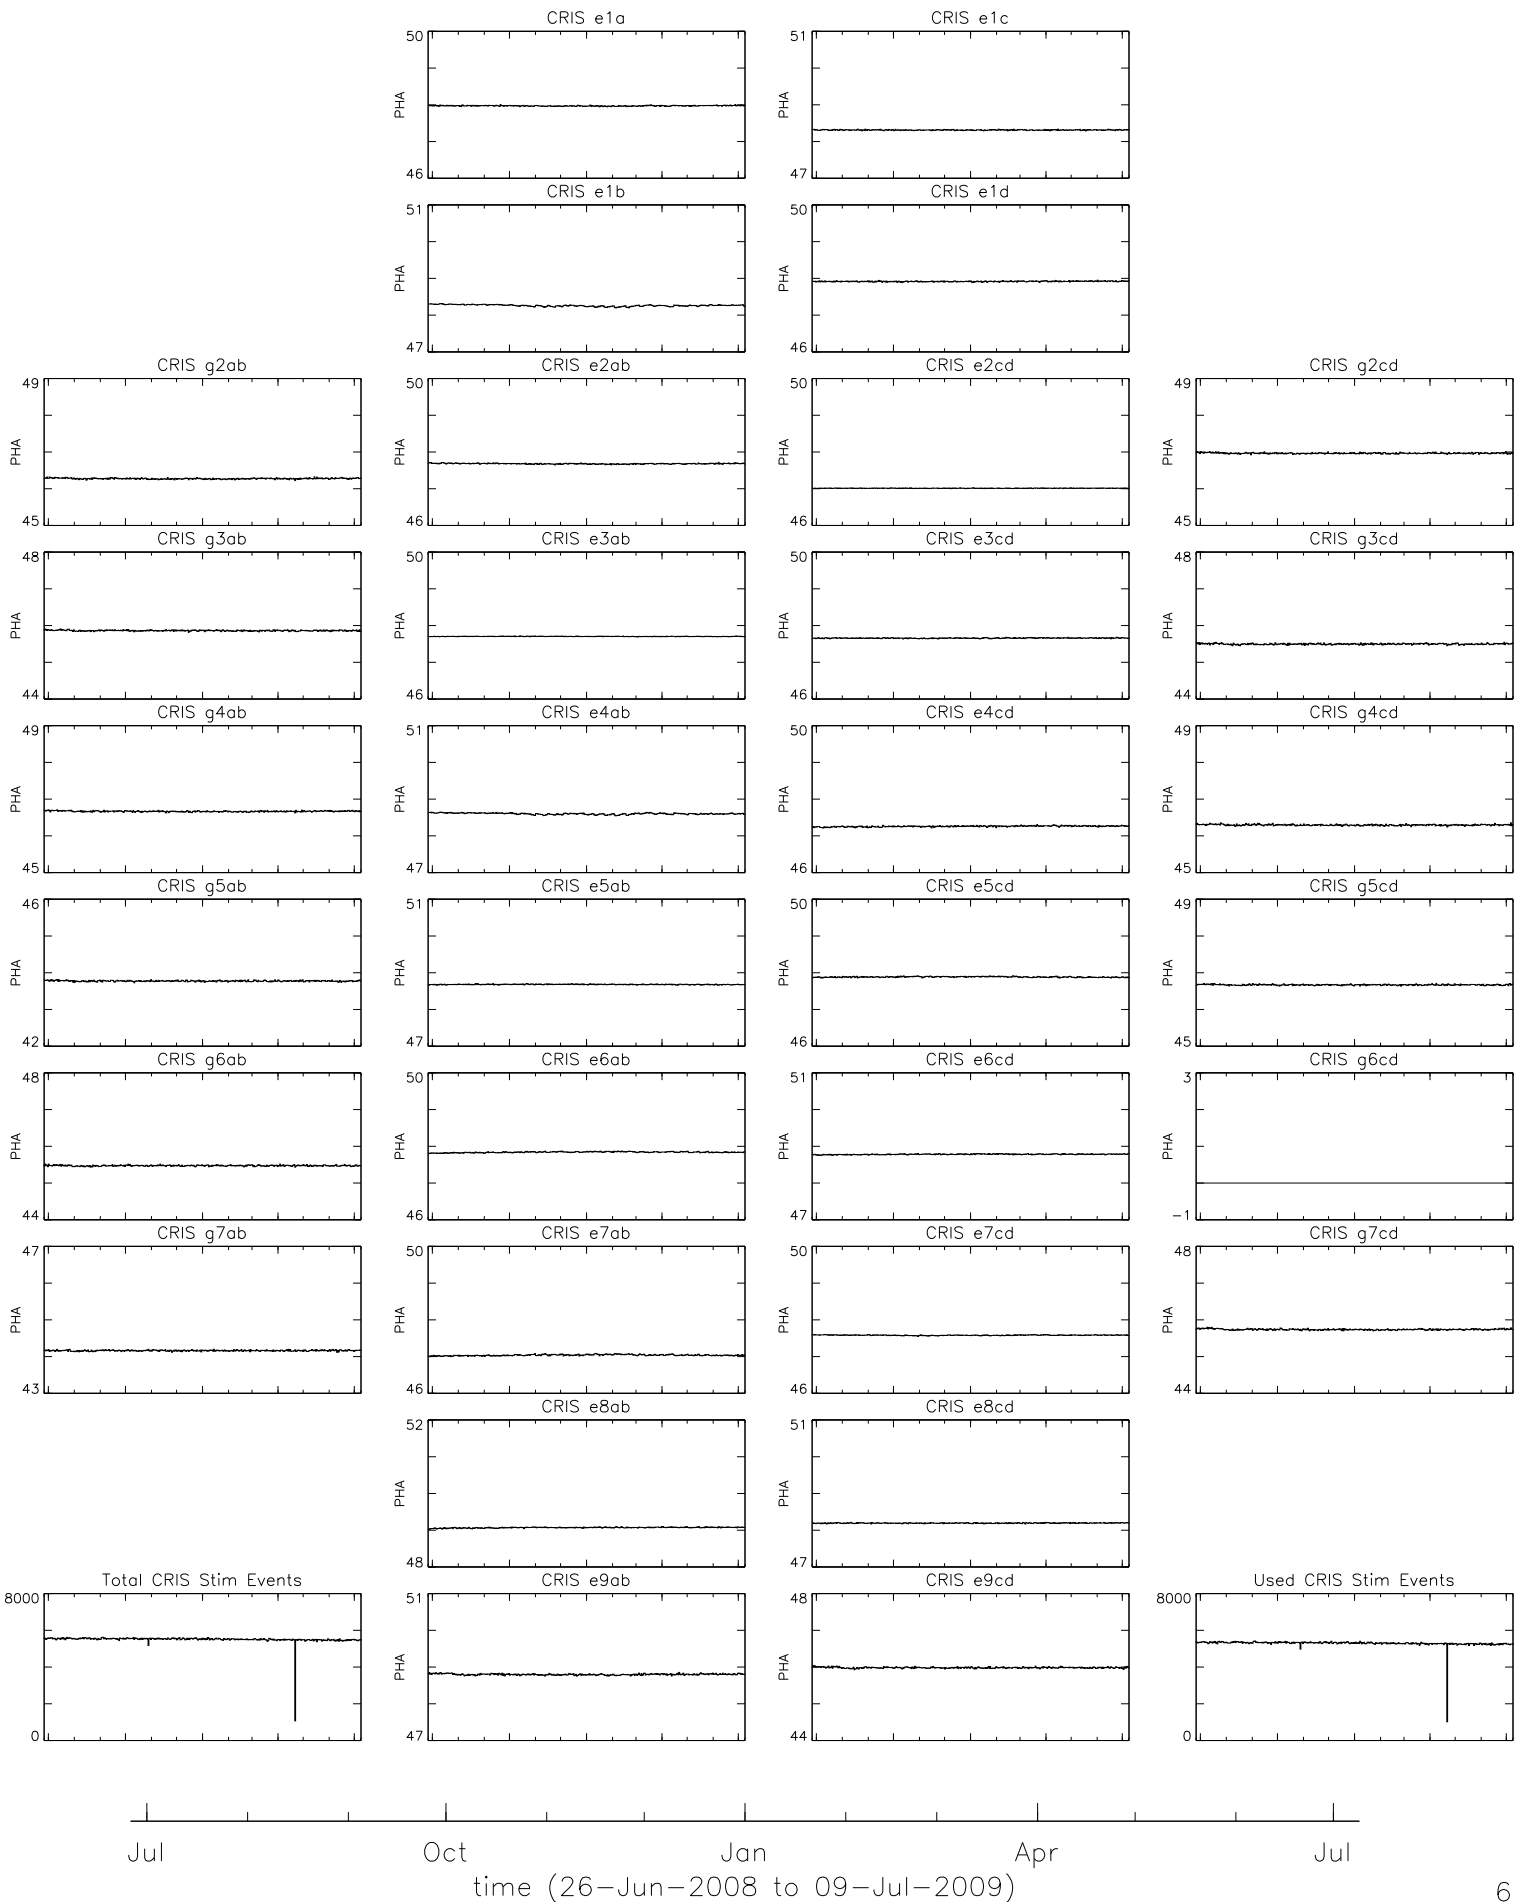 CRIS e1a
50
PHA
46
CRIS e1c
51
PHA
47
CRIS e1b
51
PHA
47
CRIS e1d
50
PHA
46
CRIS g2ab
49
PHA
45
CRIS e2ab
50
PHA
46
CRIS e2cd
50
PHA
46
CRIS g2cd
49
PHA
45
CRIS g3ab
48
PHA
44
CRIS e3ab
50
PHA
46
CRIS e3cd
50
PHA
46
CRIS g3cd
48
PHA
44
CRIS g4ab
49
PHA
45
CRIS e4ab
51
PHA
47
CRIS e4cd
50
PHA
46
CRIS g4cd
49
PHA
45
CRIS g5ab
46
PHA
42
CRIS e5ab
51
PHA
47
CRIS e5cd
50
PHA
46
CRIS g5cd
49
PHA
45
CRIS g6ab
48
PHA
44
CRIS e6ab
50
PHA
46
CRIS e6cd
51
PHA
47
CRIS g6cd
3
PHA
−1
CRIS g7ab
47
PHA
43
CRIS e7ab
50
PHA
46
CRIS e7cd
50
PHA
46
CRIS g7cd
48
PHA
44
CRIS e8ab
52
PHA
48
CRIS e8cd
51
PHA
47
Total CRIS Stim Events
8000
0
CRIS e9ab
51
PHA
47
CRIS e9cd
48
PHA
44
Used CRIS Stim Events
8000
0
Jul Oct Jan Apr Jul
time (26−Jun−2008 to 09−Jul−2009)
6